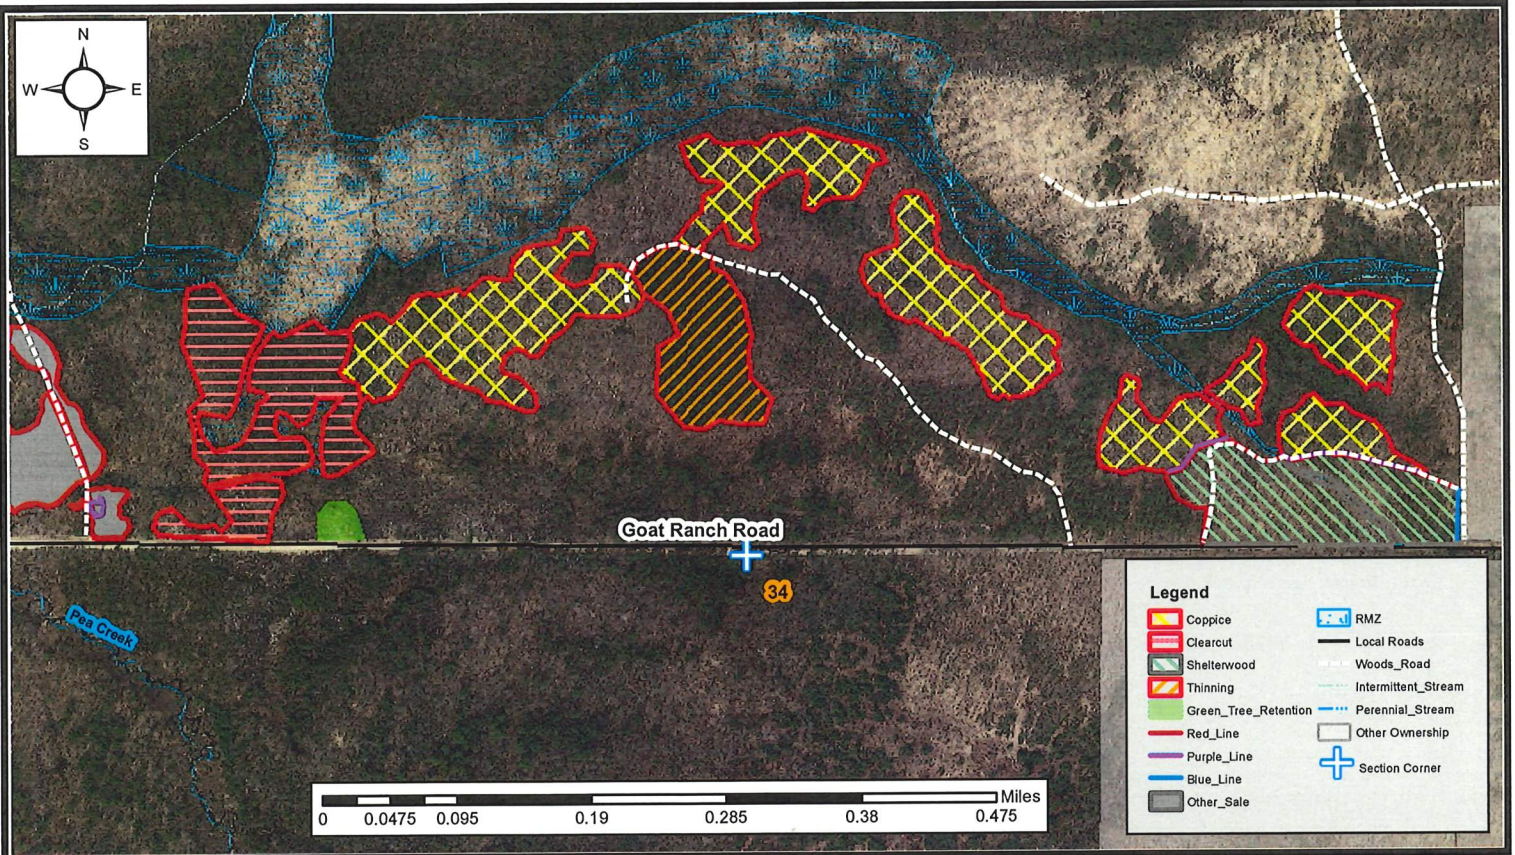 N
W E
S
Goat Ranch Road
34
Pea Creek
Legend
Coppice
Clearcut
Shelterwood
Thinning
Green_Tree_Retention
Red_Line
Purple_Line
Blue_Line
Other_Sale
RMZ
Local Roads
Woods_Road
Intermittent_Stream
Perennial_Stream
Other Ownership
Section Corner
Miles
0 0.0475 0.095 0.19 0.285 0.38 0.475